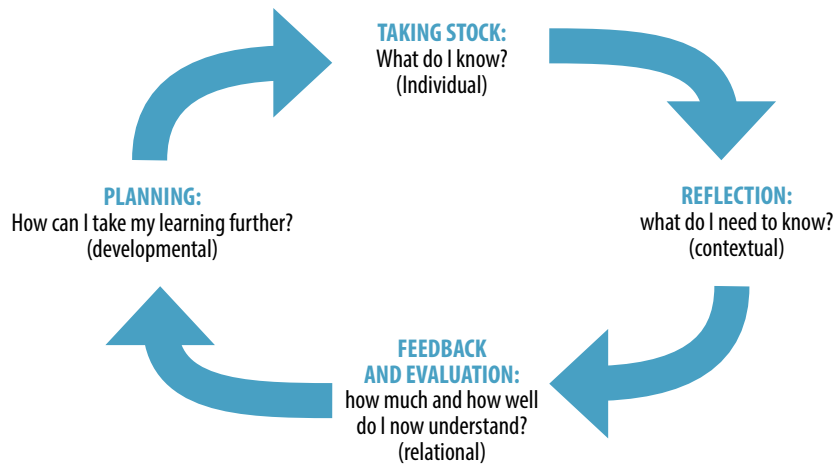 TAKING STOCK:
What do I know?
(Individual)
REFLECTION:
what do I need to know?
(contextual)
FEEDBACK
AND EVALUATION:
how much and how well
do I now understand?
(relational)
PLANNING:
How can I take my learning further?
(developmental)